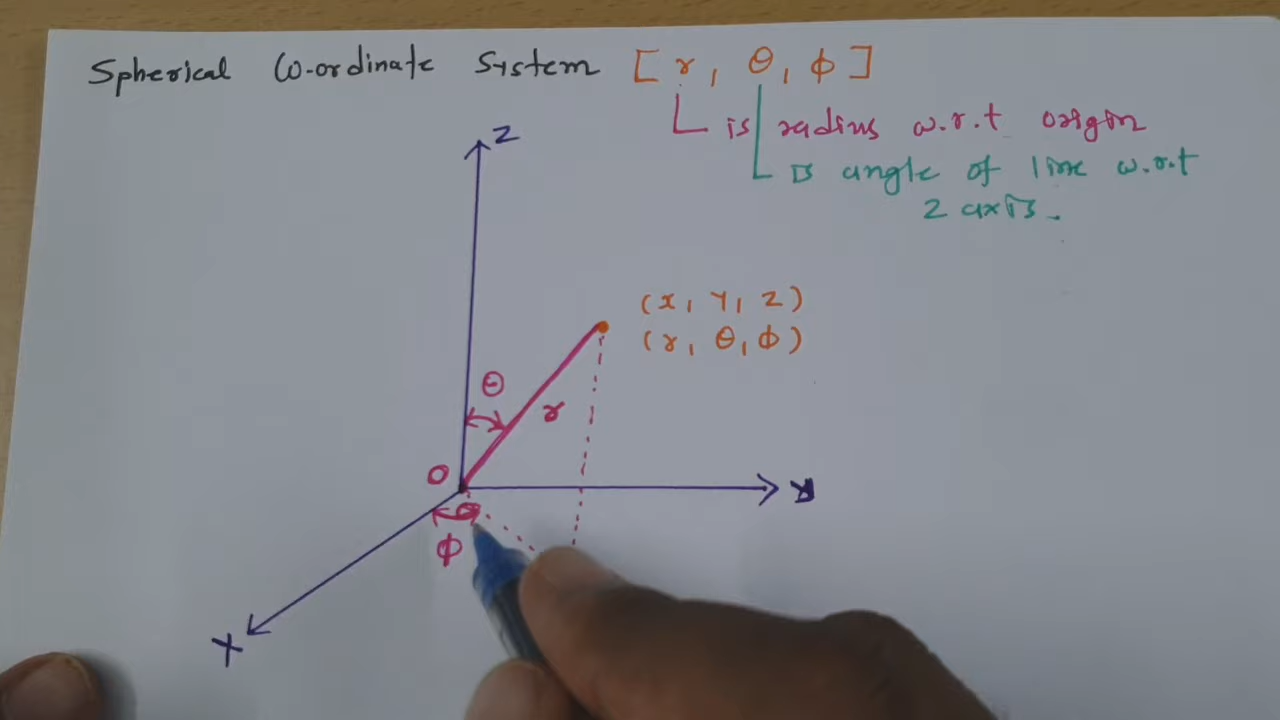 Spherical Co-ordinate System [r, θ, ϕ]
is radius w.r.t origin
is angle of line w.r.t
z axis.
Z
(x, y, z)
(r, θ, ϕ)
θ
r
O
Y
ϕ
X